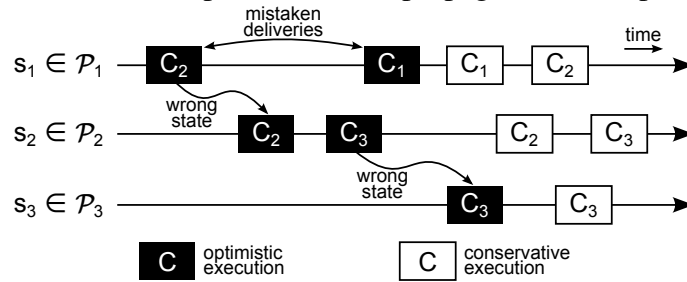 mistaken
deliveries
time
s₁ ∈ 𝒫₁ C₂ C₁ C₁ C₂
wrong
state
s₂ ∈ 𝒫₂ C₂ C₃ C₂ C₃
wrong
state
s₃ ∈ 𝒫₃ C₃ C₃
C optimistic
execution
C conservative
execution